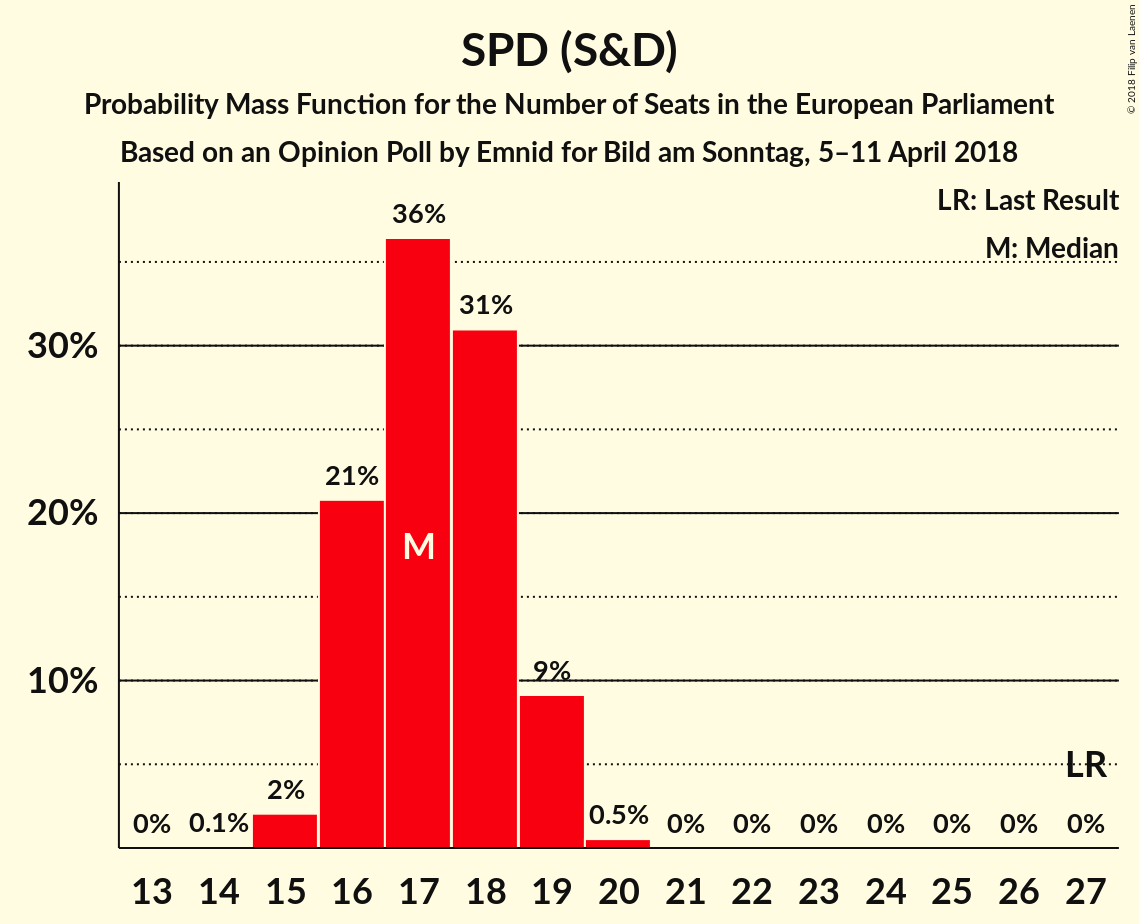 SPD (S&D)
Probability Mass Function for the Number of Seats in the European Parliament
Based on an Opinion Poll by Emnid for Bild am Sonntag, 5–11 April 2018
© 2018 Filip van Laenen
LR: Last Result
M: Median
36%
31%
30%
21%
20%
M
9%
10%
LR
2%
0% 0.1% 0.5% 0% 0% 0% 0% 0% 0% 0%
13 14 15 16 17 18 19 20 21 22 23 24 25 26 27